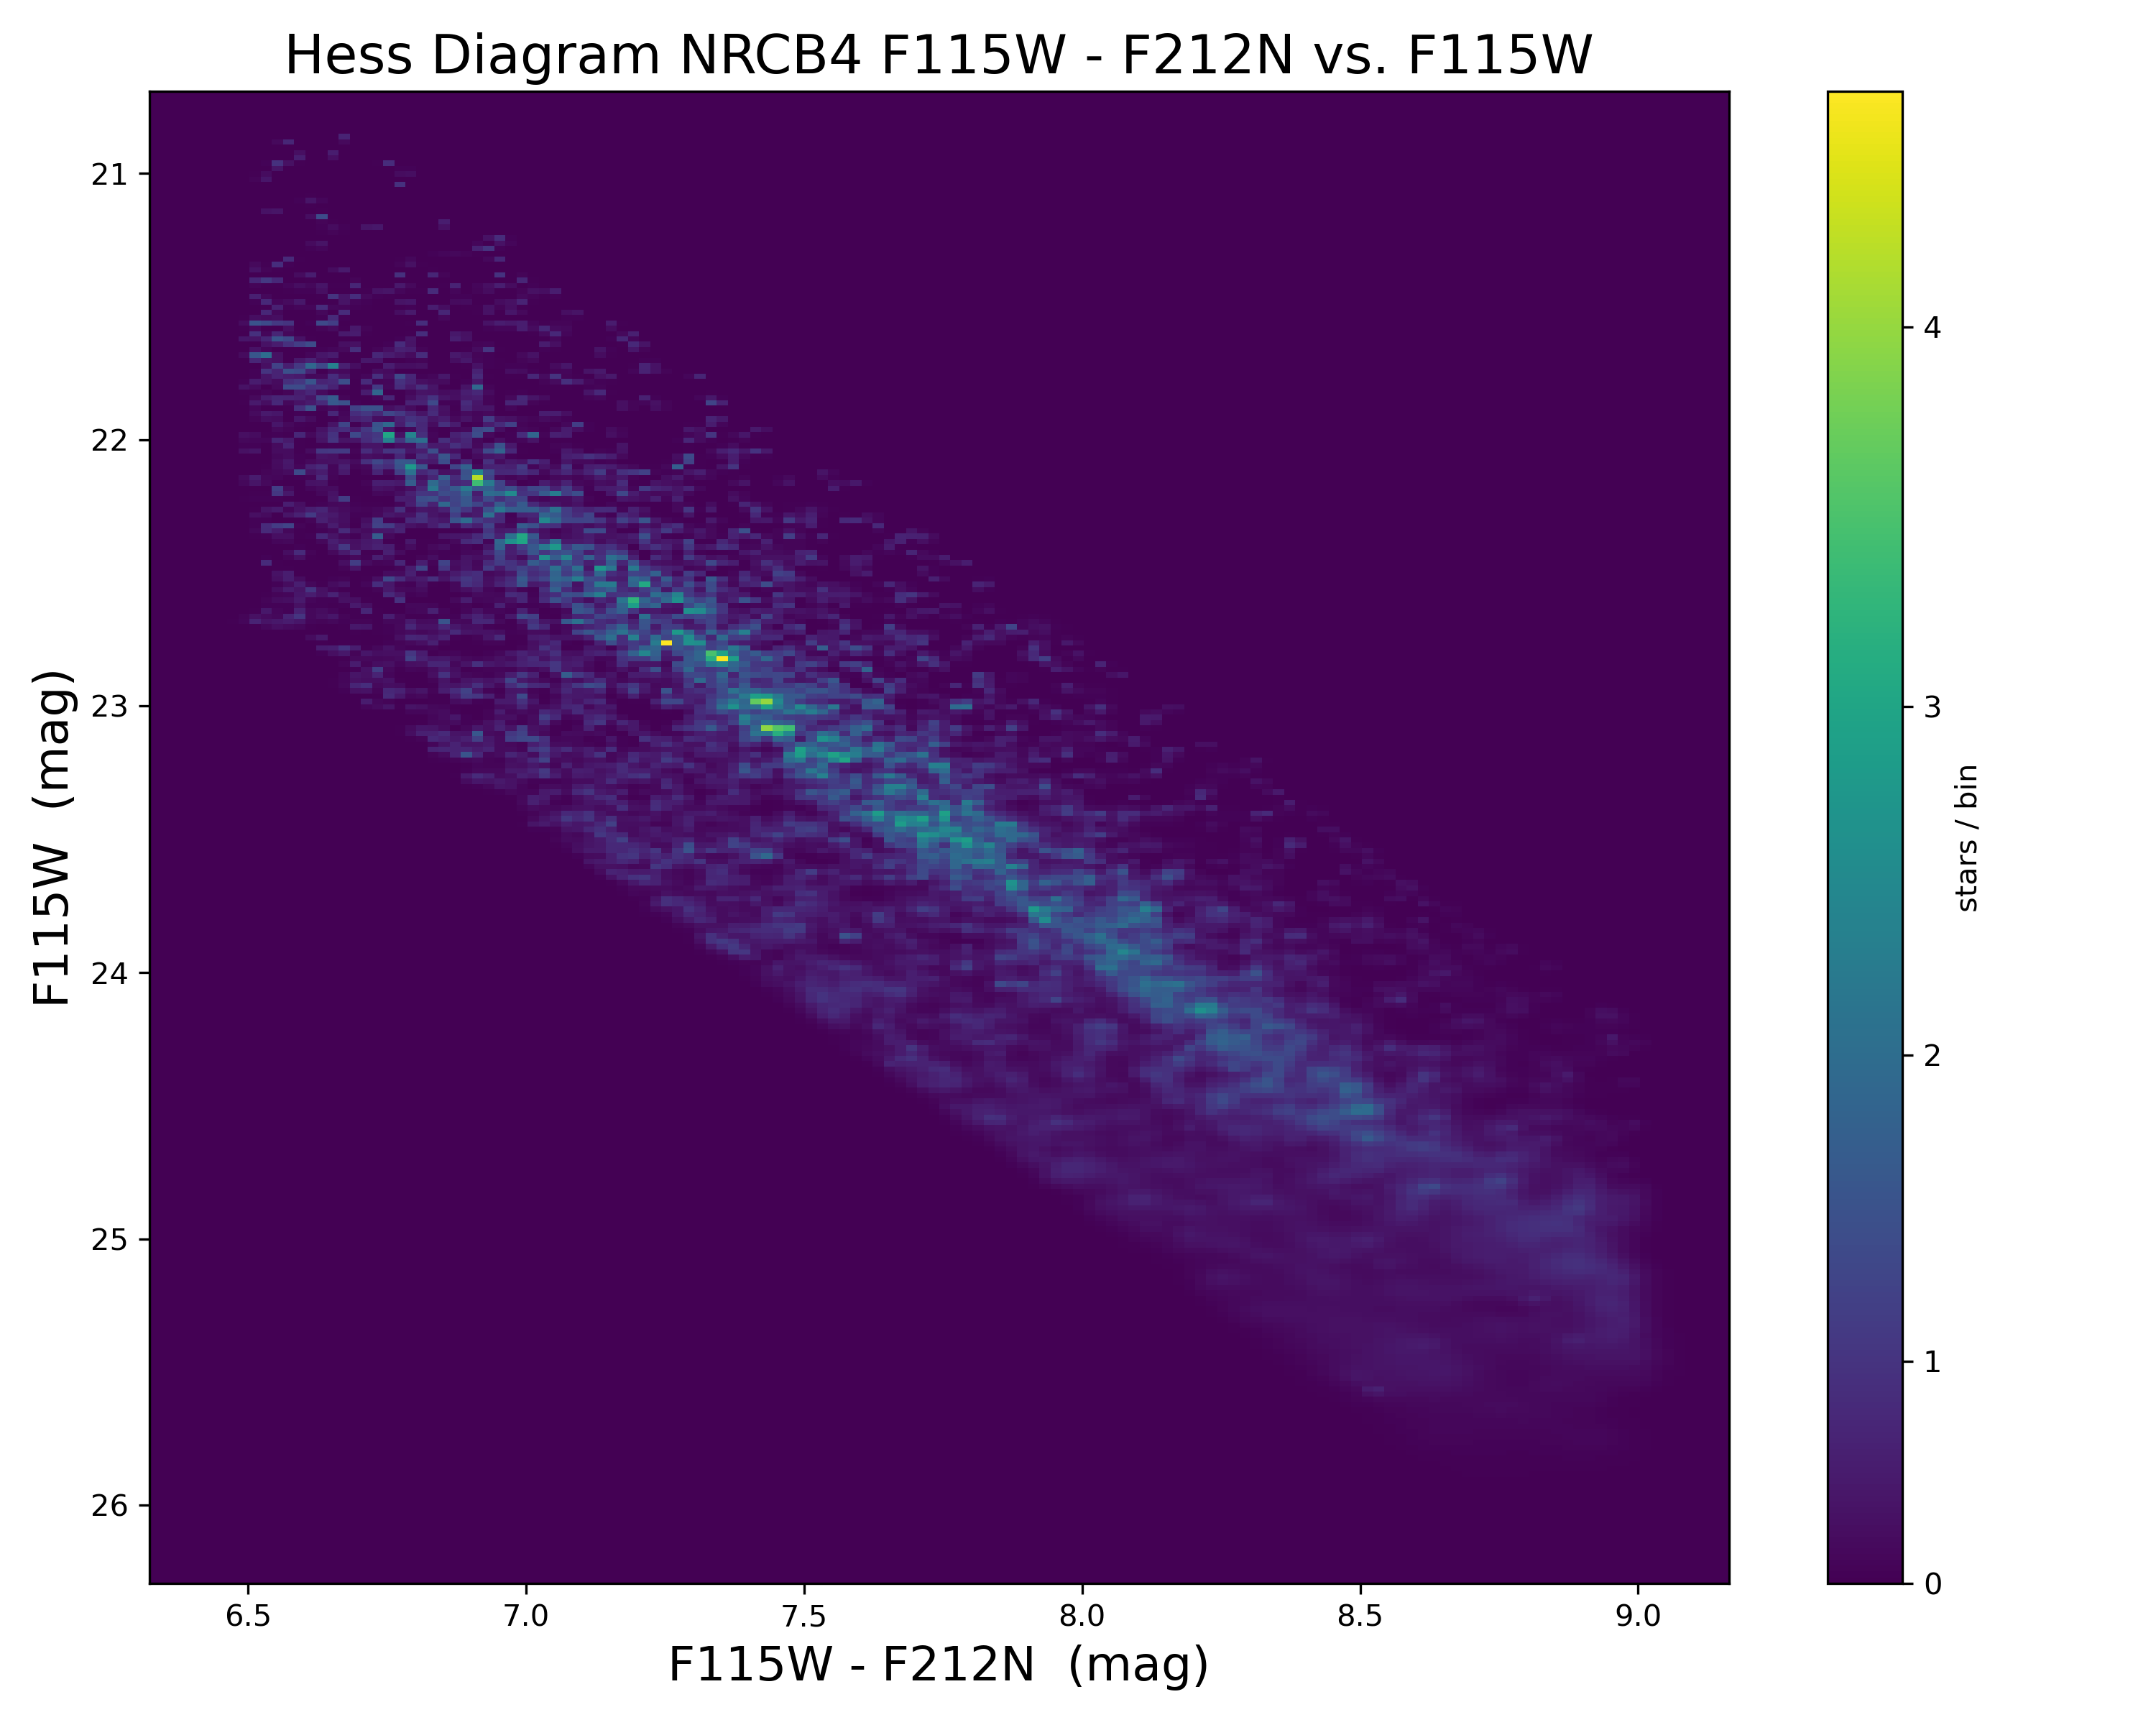 Hess Diagram NRCB4 F115W - F212N vs. F115W
21
22
23
24
25
26
F115W (mag)
6.5 7.0 7.5 8.0 8.5 9.0
F115W - F212N (mag)
4
3
2
1
0
stars / bin